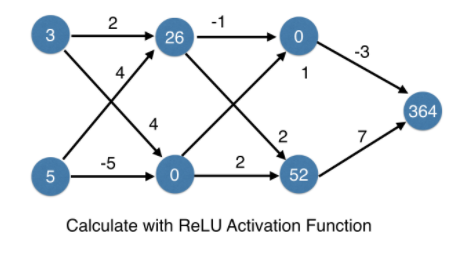 3 2 26 -1 0 -3
4 1
364
4 2 7
5 -5 0 2 52
Calculate with ReLU Activation Function